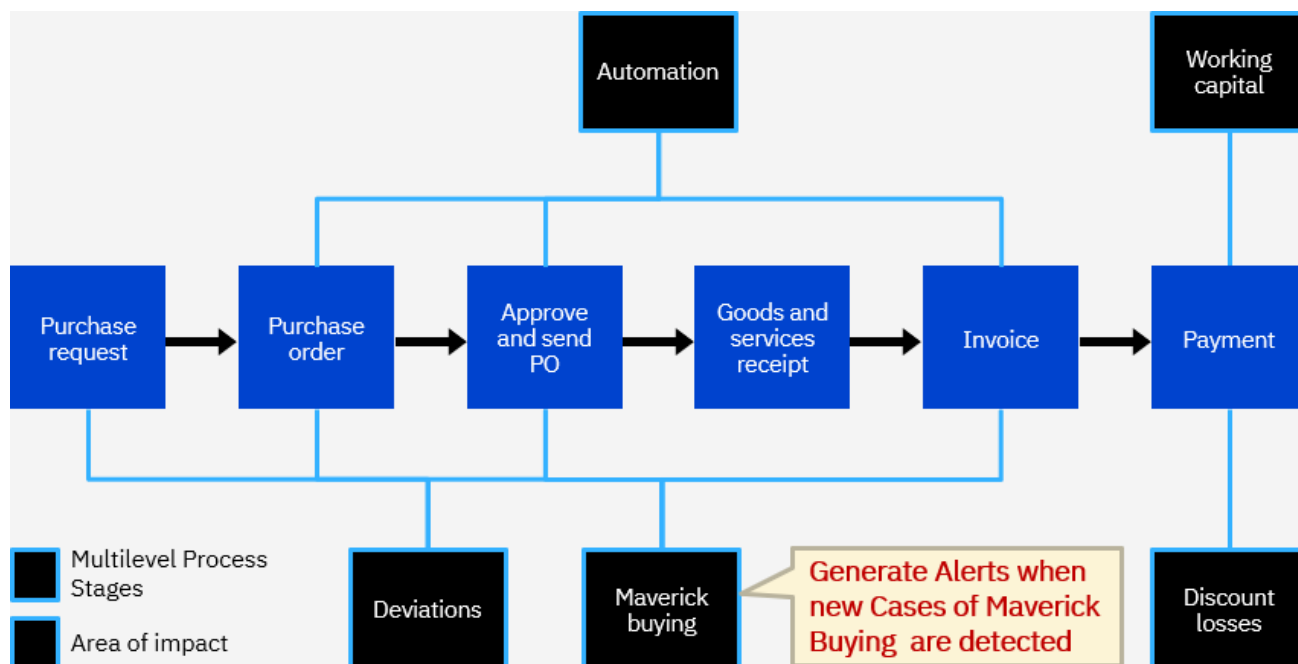 Automation
Working
capital
Purchase
request
Purchase
order
Approve
and send
PO
Goods and
services
receipt
Invoice
Payment
Multilevel Process
Stages
Area of impact
Deviations
Maverick
buying
Generate Alerts when
new Cases of Maverick
Buying are detected
Discount
losses